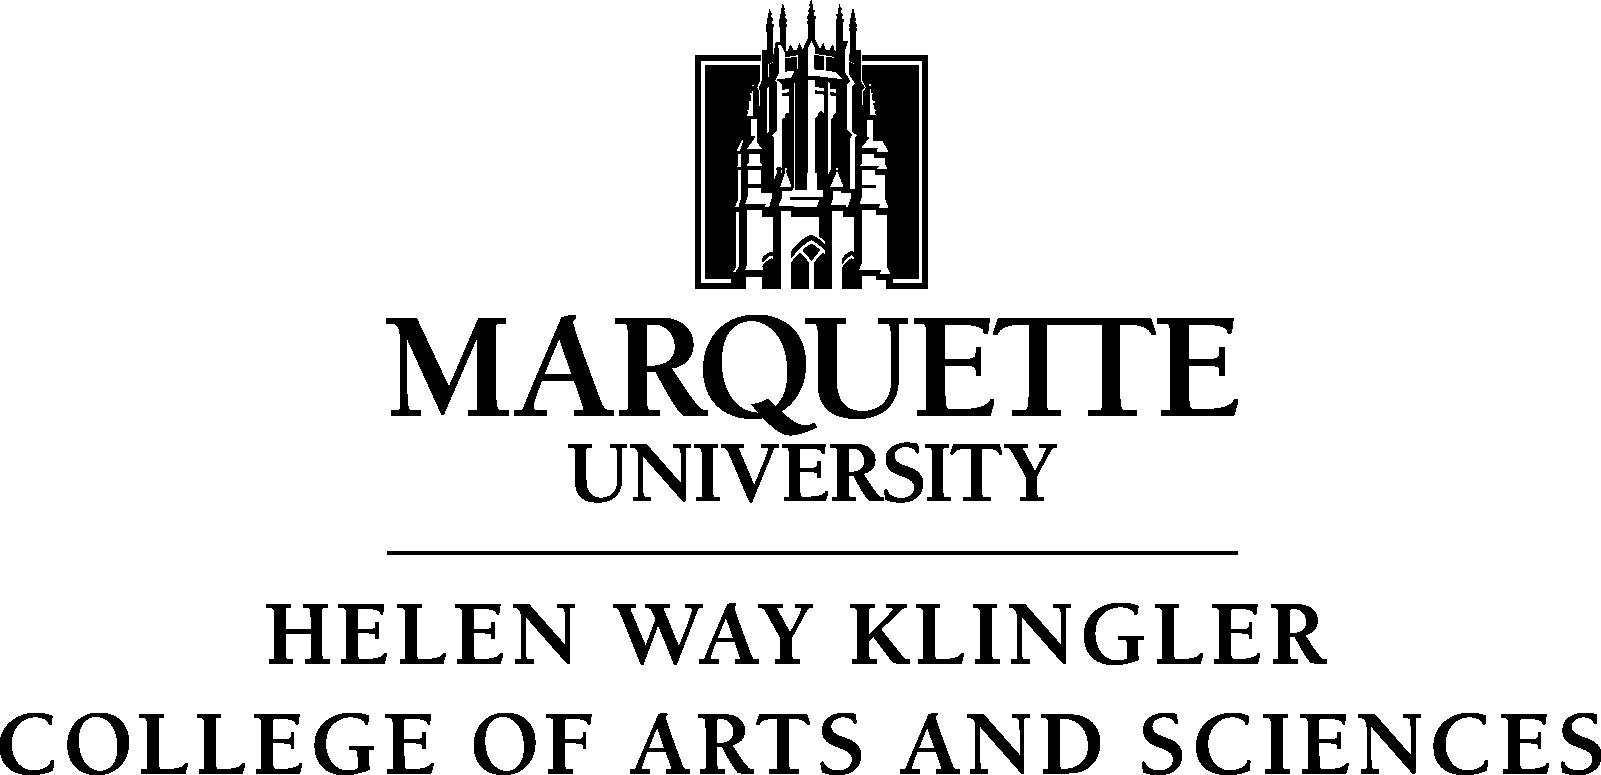 MARQUETTE
UNIVERSITY
HELEN WAY KLINGLER
COLLEGE OF ARTS AND SCIENCES